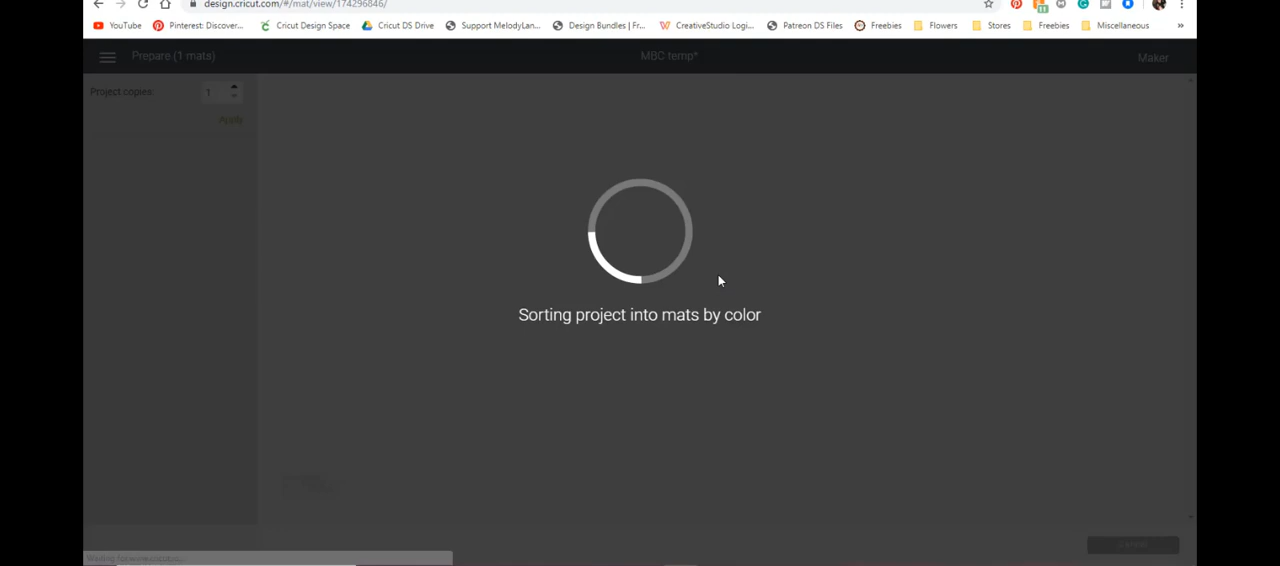 design.cricut.com/#/mat/view/174296846/
YouTube Pinterest: Discover... Cricut Design Space Cricut DS Drive Support MelodyLan... Design Bundles | Fr... CreativeStudio Logi... Patreon DS Files Freebies Flowers Stores Freebies Miscellaneous »
Prepare (1 mats) MBC temp* Maker
Project copies: 1
Apply
Sorting project into mats by color
Cancel